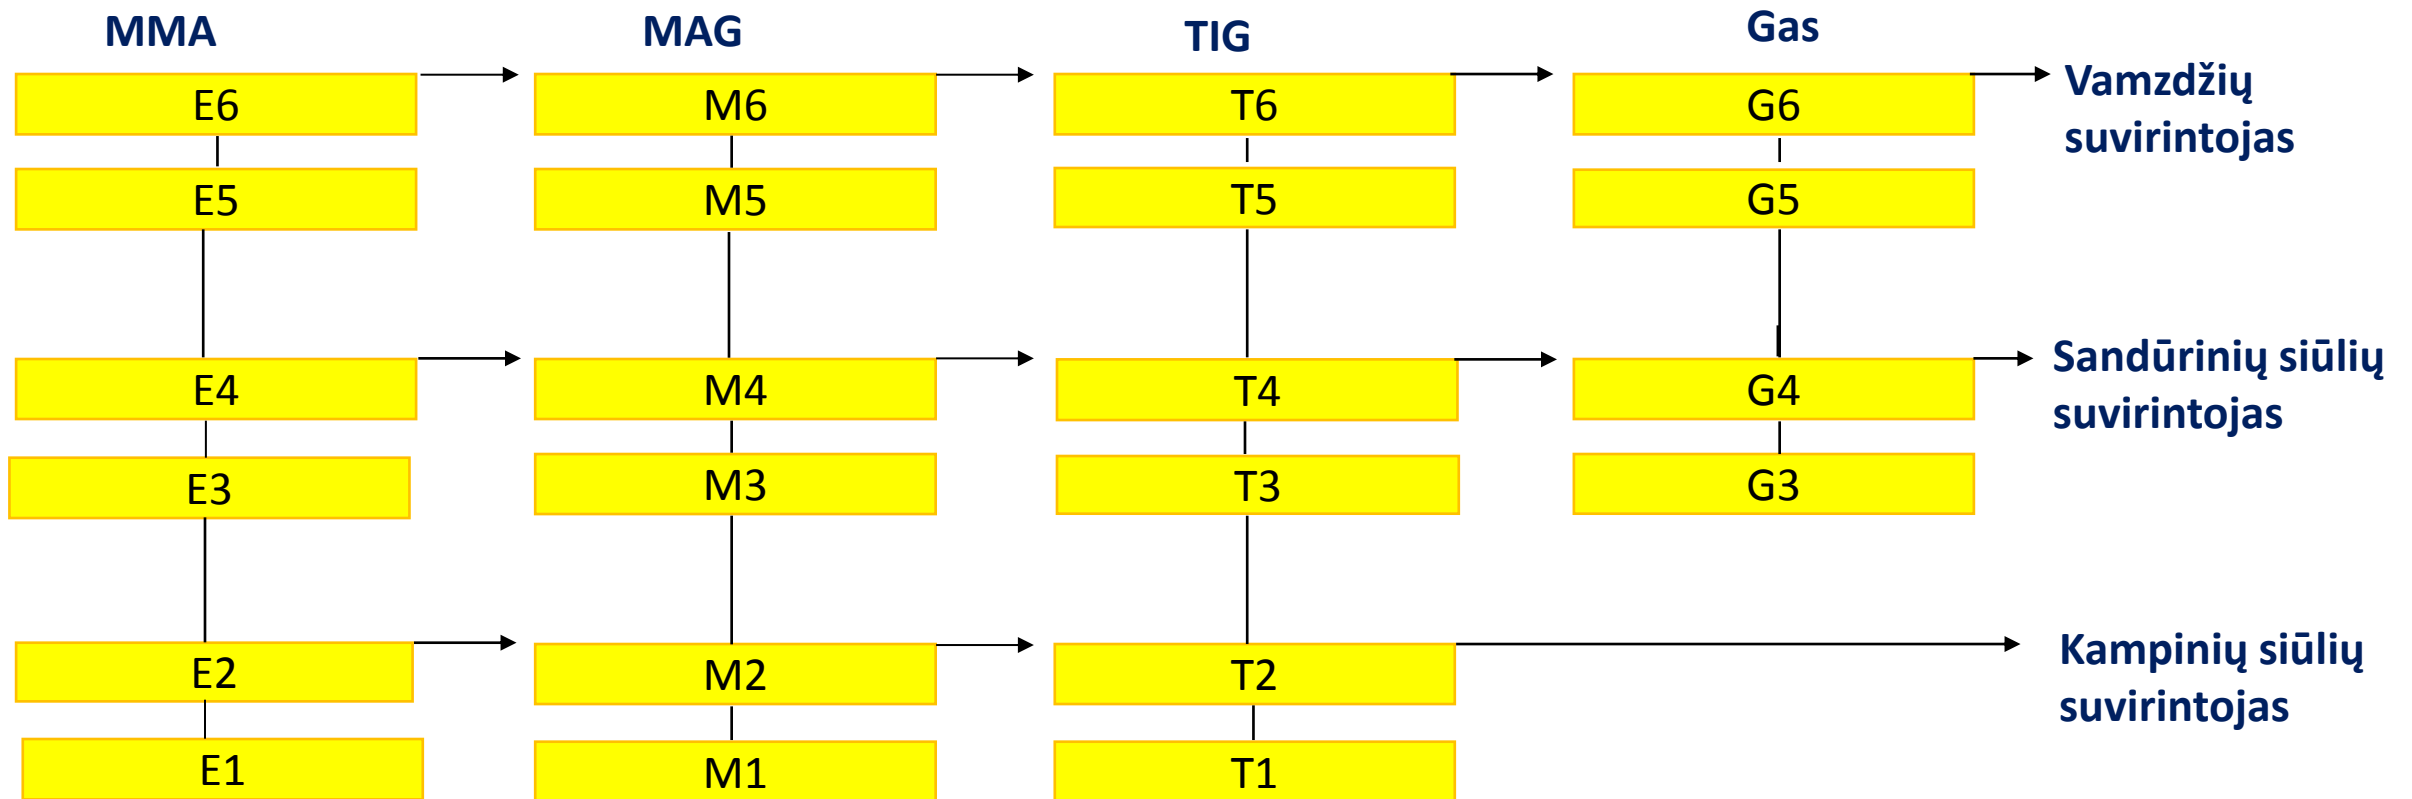 MMA MAG TIG Gas
E6 M6 T6 G6 Vamzdžių
suvirintojas
E5 M5 T5 G5
E4 M4 T4 G4 Sandūrinių siūlių
suvirintojas
E3 M3 T3 G3
E2 M2 T2 Kampinių siūlių
suvirintojas
E1 M1 T1